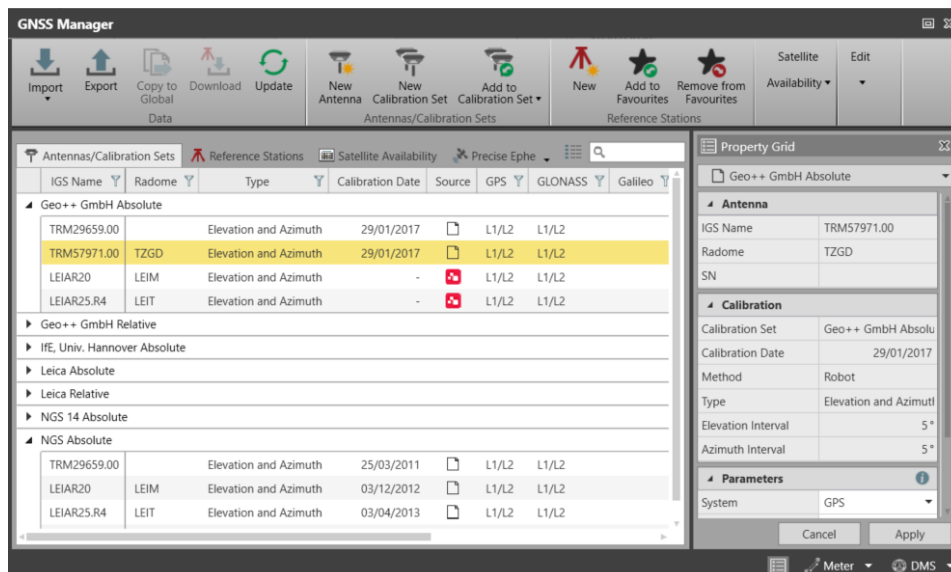 GNSS Manager
Import
Export
Copy to
Global
Download
Update
Data
New
Antenna
New
Calibration Set
Add to
Calibration Set
Antennas/Calibration Sets
New
Add to
Favourites
Remove from
Favourites
Reference Stations
Satellite
Availability
Edit
Antennas/Calibration Sets Reference Stations Satellite Availability Precise Ephe
IGS Name Radome Type Calibration Date Source GPS GLONASS Galileo
Geo++ GmbH Absolute
TRM29659.00 Elevation and Azimuth 29/01/2017 L1/L2 L1/L2
TRM57971.00 TZGD Elevation and Azimuth 29/01/2017 L1/L2 L1/L2
LEIAR20 LEIM Elevation and Azimuth - L1/L2 L1/L2
LEIAR25.R4 LEIT Elevation and Azimuth - L1/L2 L1/L2
Geo++ GmbH Relative
IfE, Univ. Hannover Absolute
Leica Absolute
Leica Relative
NGS 14 Absolute
NGS Absolute
TRM29659.00 Elevation and Azimuth 25/03/2011 L1/L2 L1/L2
LEIAR20 LEIM Elevation and Azimuth 03/12/2012 L1/L2 L1/L2
LEIAR25.R4 LEIT Elevation and Azimuth 03/04/2013 L1/L2 L1/L2
Property Grid
Geo++ GmbH Absolute
Antenna
IGS Name TRM57971.00
Radome TZGD
SN
Calibration
Calibration Set Geo++ GmbH Absolu
Calibration Date 29/01/2017
Method Robot
Type Elevation and Azimutl
Elevation Interval 5°
Azimuth Interval 5°
Parameters
System GPS
Cancel Apply
Meter DMS